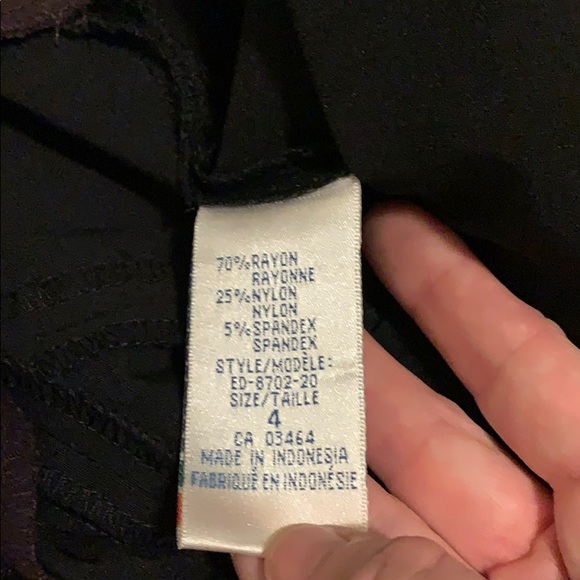 70%RAYON
RAYONNE
25%NYLON
NYLON
5%SPANDEX
SPANDEX
STYLE/MODÈLE:
ED-8702-20
SIZE/TAILLE
4
CA 03464
MADE IN INDONESIA
FABRIQUÉ EN INDONÉSIE